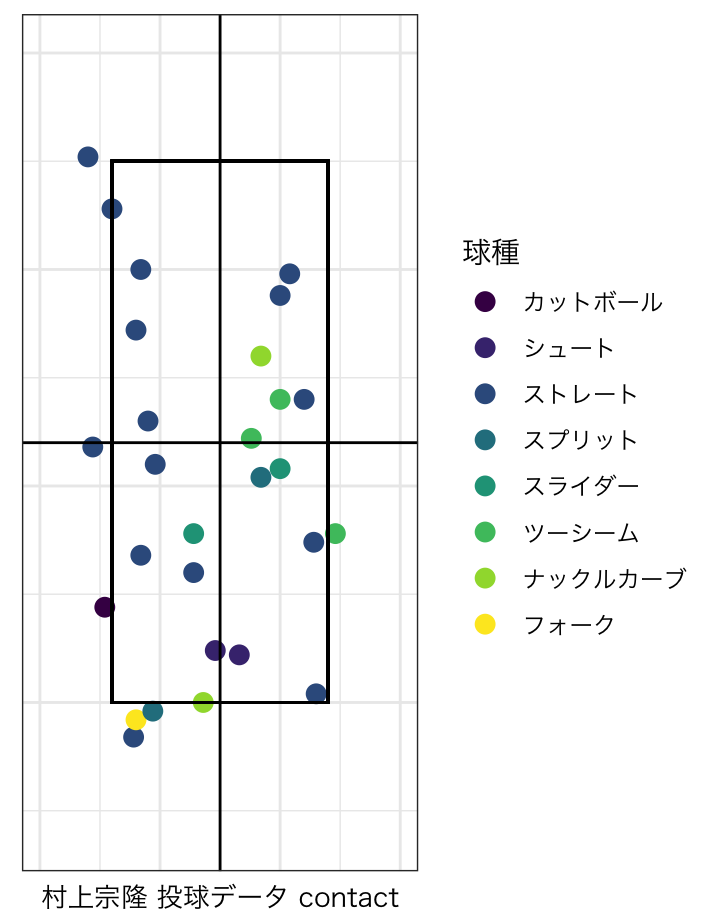 球種
カットボール
シュート
ストレート
スプリット
スライダー
ツーシーム
ナックルカーブ
フォーク
村上宗隆 投球データ contact